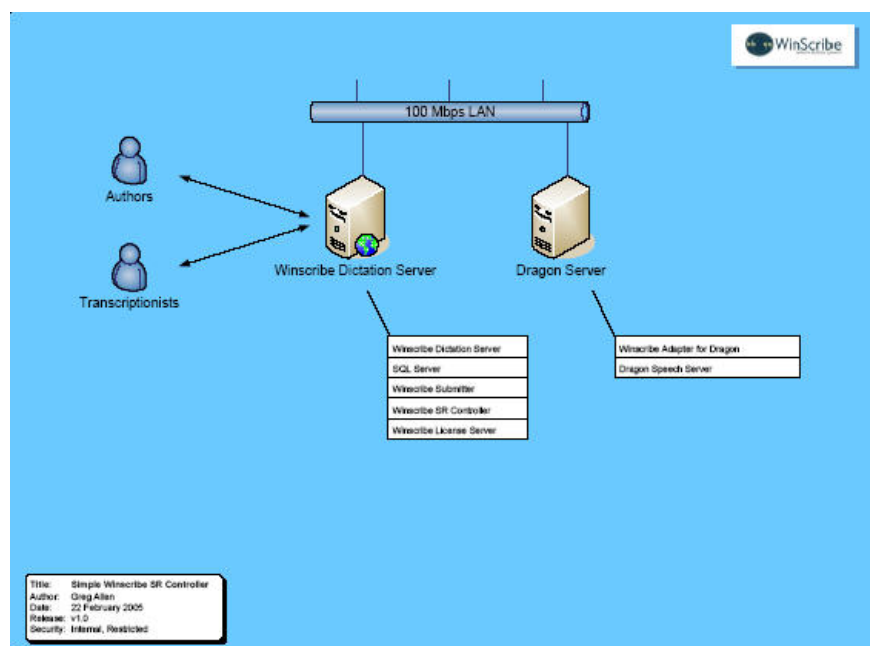 WinScribe
100 Mbps LAN
Authors
Transcriptionists
Winscribe Dictation Server
Dragon Server
Winscribe Dictation Server
SQL Server
Winscribe Submitter
Winscribe SR Controller
Winscribe License Server
Winscribe Adapter for Dragon
Dragon Speech Server
Title: Simple Winscribe SR Controller
Author: Greg Allen
Date: 22 February 2005
Release: v1.0
Security: Internal, Restricted